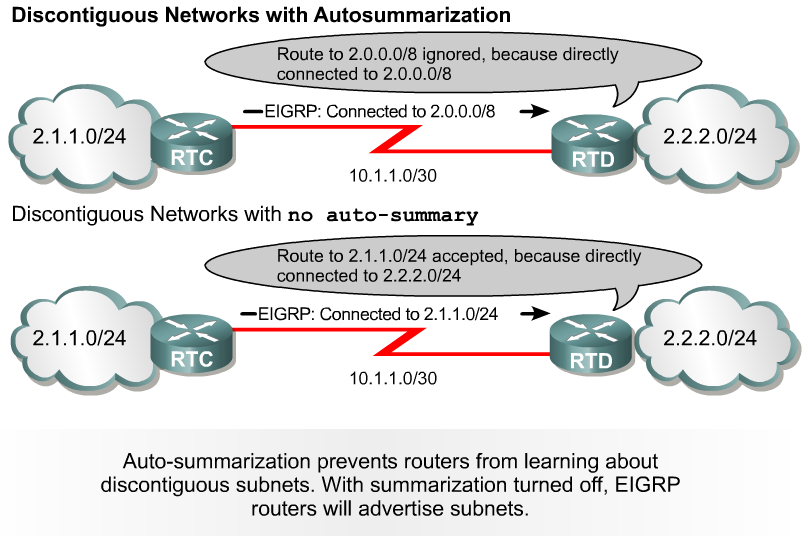 Discontiguous Networks with Autosummarization
Route to 2.0.0.0/8 ignored, because directly
connected to 2.0.0.0/8
EIGRP: Connected to 2.0.0.0/8
2.1.1.0/24
RTC
RTD
2.2.2.0/24
10.1.1.0/30
Discontiguous Networks with no auto-summary
Route to 2.1.1.0/24 accepted, because directly
connected to 2.2.2.0/24
EIGRP: Connected to 2.1.1.0/24
2.1.1.0/24
RTC
RTD
2.2.2.0/24
10.1.1.0/30
Auto-summarization prevents routers from learning about
discontiguous subnets. With summarization turned off, EIGRP
routers will advertise subnets.